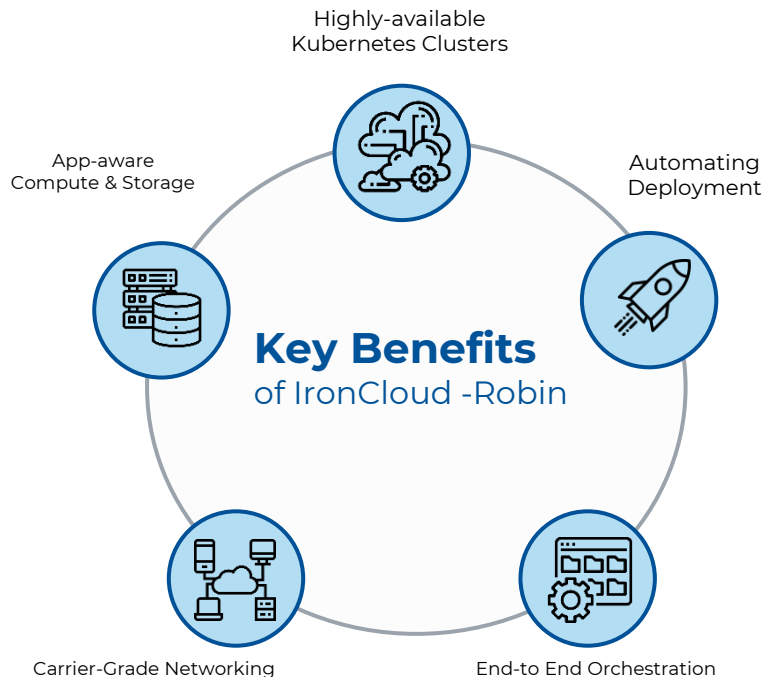 Highly-available
Kubernetes Clusters
App-aware
Compute & Storage
Automating
Deployment
Key Benefits
of IronCloud -Robin
Carrier-Grade Networking
End-to End Orchestration